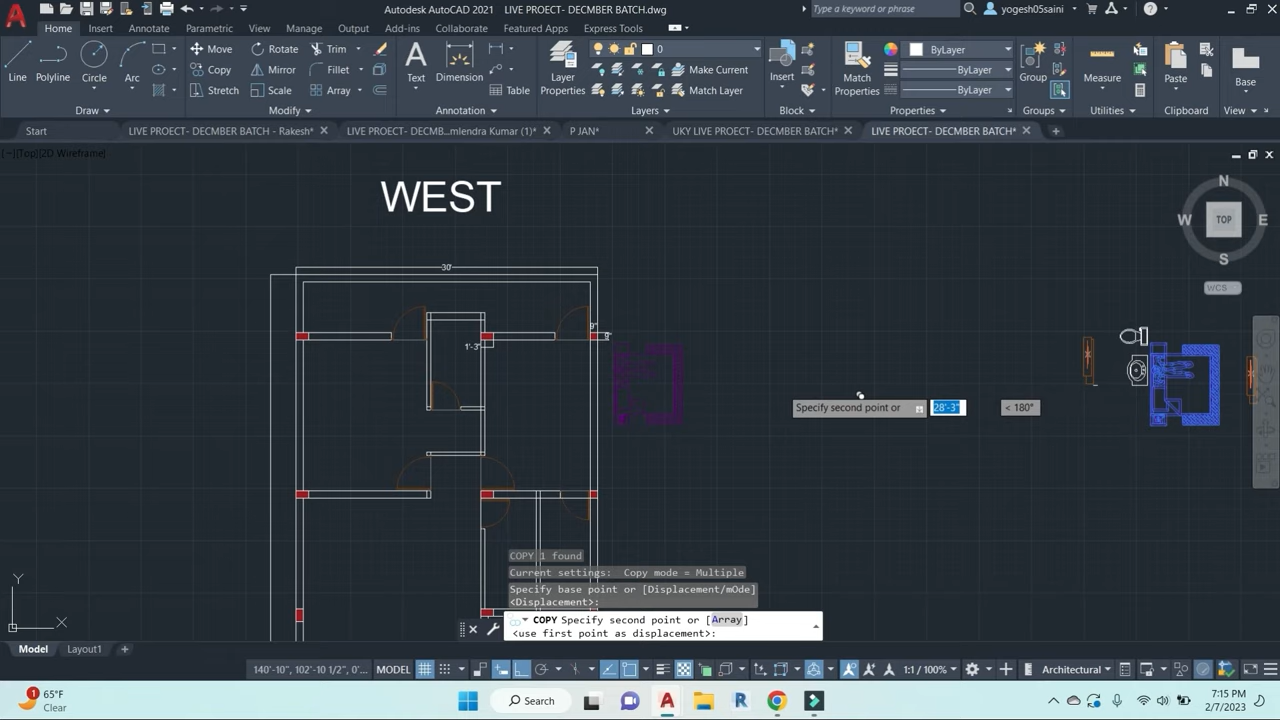 Autodesk AutoCAD 2021 LIVE PROECT- DECMBER BATCH.dwg
Type a keyword or phrase
yogesh05saini
Home Insert Annotate Parametric View Manage Output Add-ins Collaborate Featured Apps Express Tools
Move Rotate Trim
0
ByLayer
Line Polyline Circle Arc
Copy Mirror Fillet
Text Dimension
Layer Properties
Make Current
Insert
Match Properties
ByLayer
Group
Measure
Paste
Base
Stretch Scale Array
Table
Match Layer
ByLayer
Draw Modify Annotation Layers Block Properties Groups Utilities Clipboard View
Start LIVE PROECT- DECMBER BATCH - Rakesh* LIVE PROECT- DECMB...mlendra Kumar (1)* P JAN* UKY LIVE PROECT- DECMBER BATCH* LIVE PROECT- DECMBER BATCH*
[−][Top][2D Wireframe]
WEST
N
W TOP E
S
WCS
30'
9"
9"
1'-3"
Specify second point or 28'-3" < 180°
COPY 1 found
Current settings: Copy mode = Multiple
Specify base point or [Displacement/mOde]
<Displacement>:
COPY Specify second point or [Array]
<use first point as displacement>:
Y
X
Model Layout1 +
140'-10", 102'-10 1/2", 0'... MODEL 1:1 / 100% Architectural
1
65°F
Clear
Search
7:15 PM
2/7/2023